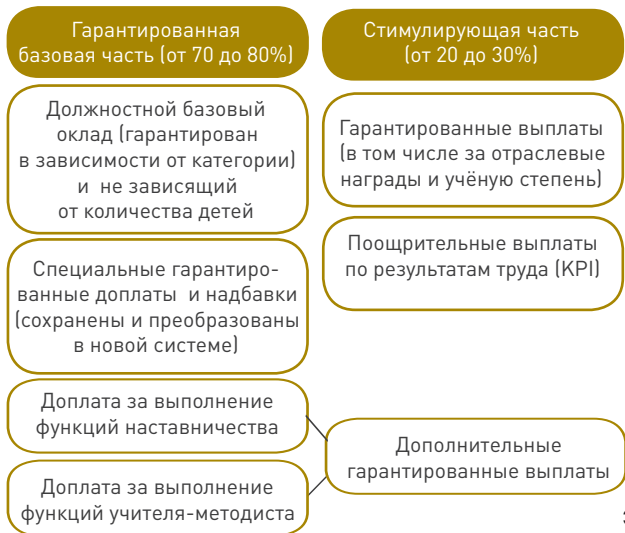 Гарантированная
базовая часть (от 70 до 80%)
Должностной базовый
оклад (гарантирован
в зависимости от категории)
и не зависящий
от количества детей
Специальные гарантиро-
ванные доплаты и надбавки
(сохранены и преобразованы
в новой системе)
Доплата за выполнение
функций наставничества
Доплата за выполнение
функций учителя-методиста
Стимулирующая часть
(от 20 до 30%)
Гарантированные выплаты
(в том числе за отраслевые
награды и учёную степень)
Поощрительные выплаты
по результатам труда (KPI)
Дополнительные
гарантированные выплаты